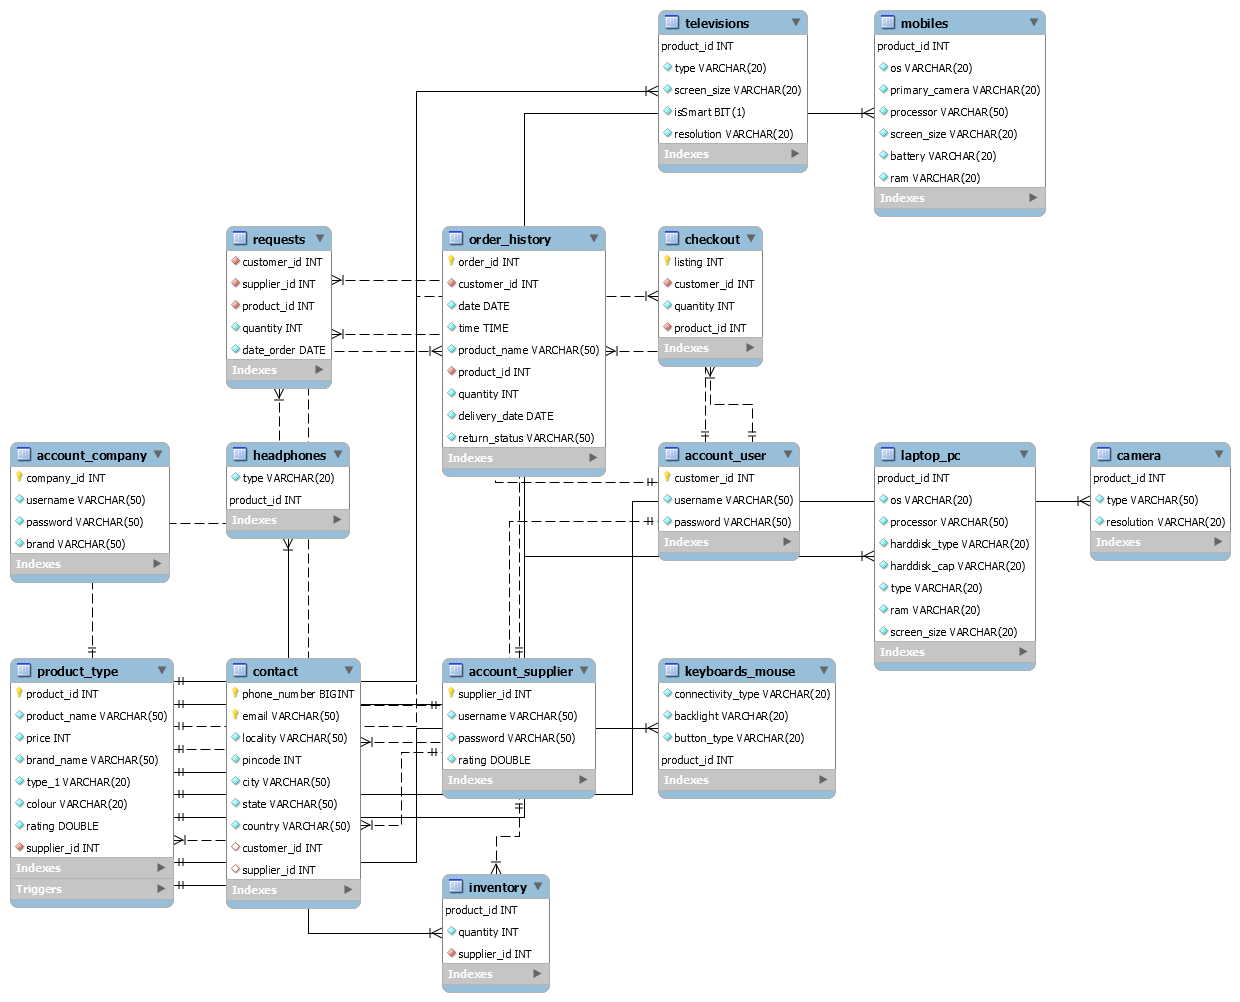 televisions
product_id INT
type VARCHAR(20)
screen_size VARCHAR(20)
isSmart BIT(1)
resolution VARCHAR(20)
Indexes
mobiles
product_id INT
os VARCHAR(20)
primary_camera VARCHAR(20)
processor VARCHAR(50)
screen_size VARCHAR(20)
battery VARCHAR(20)
ram VARCHAR(20)
Indexes
requests
customer_id INT
supplier_id INT
product_id INT
quantity INT
date_order DATE
Indexes
order_history
order_id INT
customer_id INT
date DATE
time TIME
product_name VARCHAR(50)
product_id INT
quantity INT
delivery_date DATE
return_status VARCHAR(50)
Indexes
checkout
listing INT
customer_id INT
quantity INT
product_id INT
Indexes
account_company
company_id INT
username VARCHAR(50)
password VARCHAR(50)
brand VARCHAR(50)
Indexes
headphones
type VARCHAR(20)
product_id INT
Indexes
account_user
customer_id INT
username VARCHAR(50)
password VARCHAR(50)
Indexes
laptop_pc
product_id INT
os VARCHAR(20)
processor VARCHAR(50)
harddisk_type VARCHAR(20)
harddisk_cap VARCHAR(20)
type VARCHAR(20)
ram VARCHAR(20)
screen_size VARCHAR(20)
Indexes
camera
product_id INT
type VARCHAR(50)
resolution VARCHAR(20)
Indexes
product_type
product_id INT
product_name VARCHAR(50)
price INT
brand_name VARCHAR(50)
type_1 VARCHAR(20)
colour VARCHAR(20)
rating DOUBLE
supplier_id INT
Indexes
Triggers
contact
phone_number BIGINT
email VARCHAR(50)
locality VARCHAR(50)
pincode INT
city VARCHAR(50)
state VARCHAR(50)
country VARCHAR(50)
customer_id INT
supplier_id INT
Indexes
account_supplier
supplier_id INT
username VARCHAR(50)
password VARCHAR(50)
rating DOUBLE
Indexes
keyboards_mouse
connectivity_type VARCHAR(20)
backlight VARCHAR(20)
button_type VARCHAR(20)
product_id INT
Indexes
inventory
product_id INT
quantity INT
supplier_id INT
Indexes